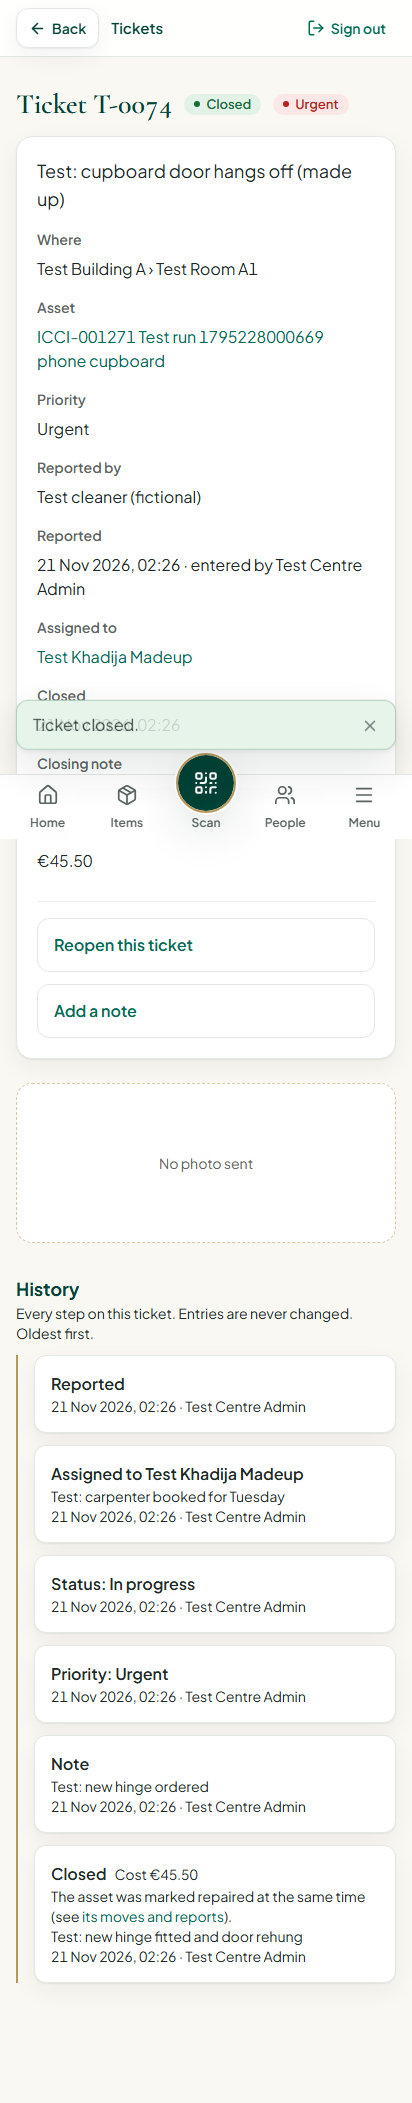 Back
Tickets
Sign out
Ticket T-0074
Closed
Urgent
Test: cupboard door hangs off (made
up)
Where
Test Building A › Test Room A1
Asset
ICCI-001271 Test run 1795228000669
phone cupboard
Priority
Urgent
Reported by
Test cleaner (fictional)
Reported
21 Nov 2026, 02:26 · entered by Test Centre
Admin
Assigned to
Test Khadija Madeup
Closed
Ticket closed.
02:26
Closing note
Home
Items
Scan
People
Menu
€45.50
Reopen this ticket
Add a note
No photo sent
History
Every step on this ticket. Entries are never changed.
Oldest first.
Reported
21 Nov 2026, 02:26 · Test Centre Admin
Assigned to Test Khadija Madeup
Test: carpenter booked for Tuesday
21 Nov 2026, 02:26 · Test Centre Admin
Status: In progress
21 Nov 2026, 02:26 · Test Centre Admin
Priority: Urgent
21 Nov 2026, 02:26 · Test Centre Admin
Note
Test: new hinge ordered
21 Nov 2026, 02:26 · Test Centre Admin
Closed Cost €45.50
The asset was marked repaired at the same time
(see its moves and reports).
Test: new hinge fitted and door rehung
21 Nov 2026, 02:26 · Test Centre Admin